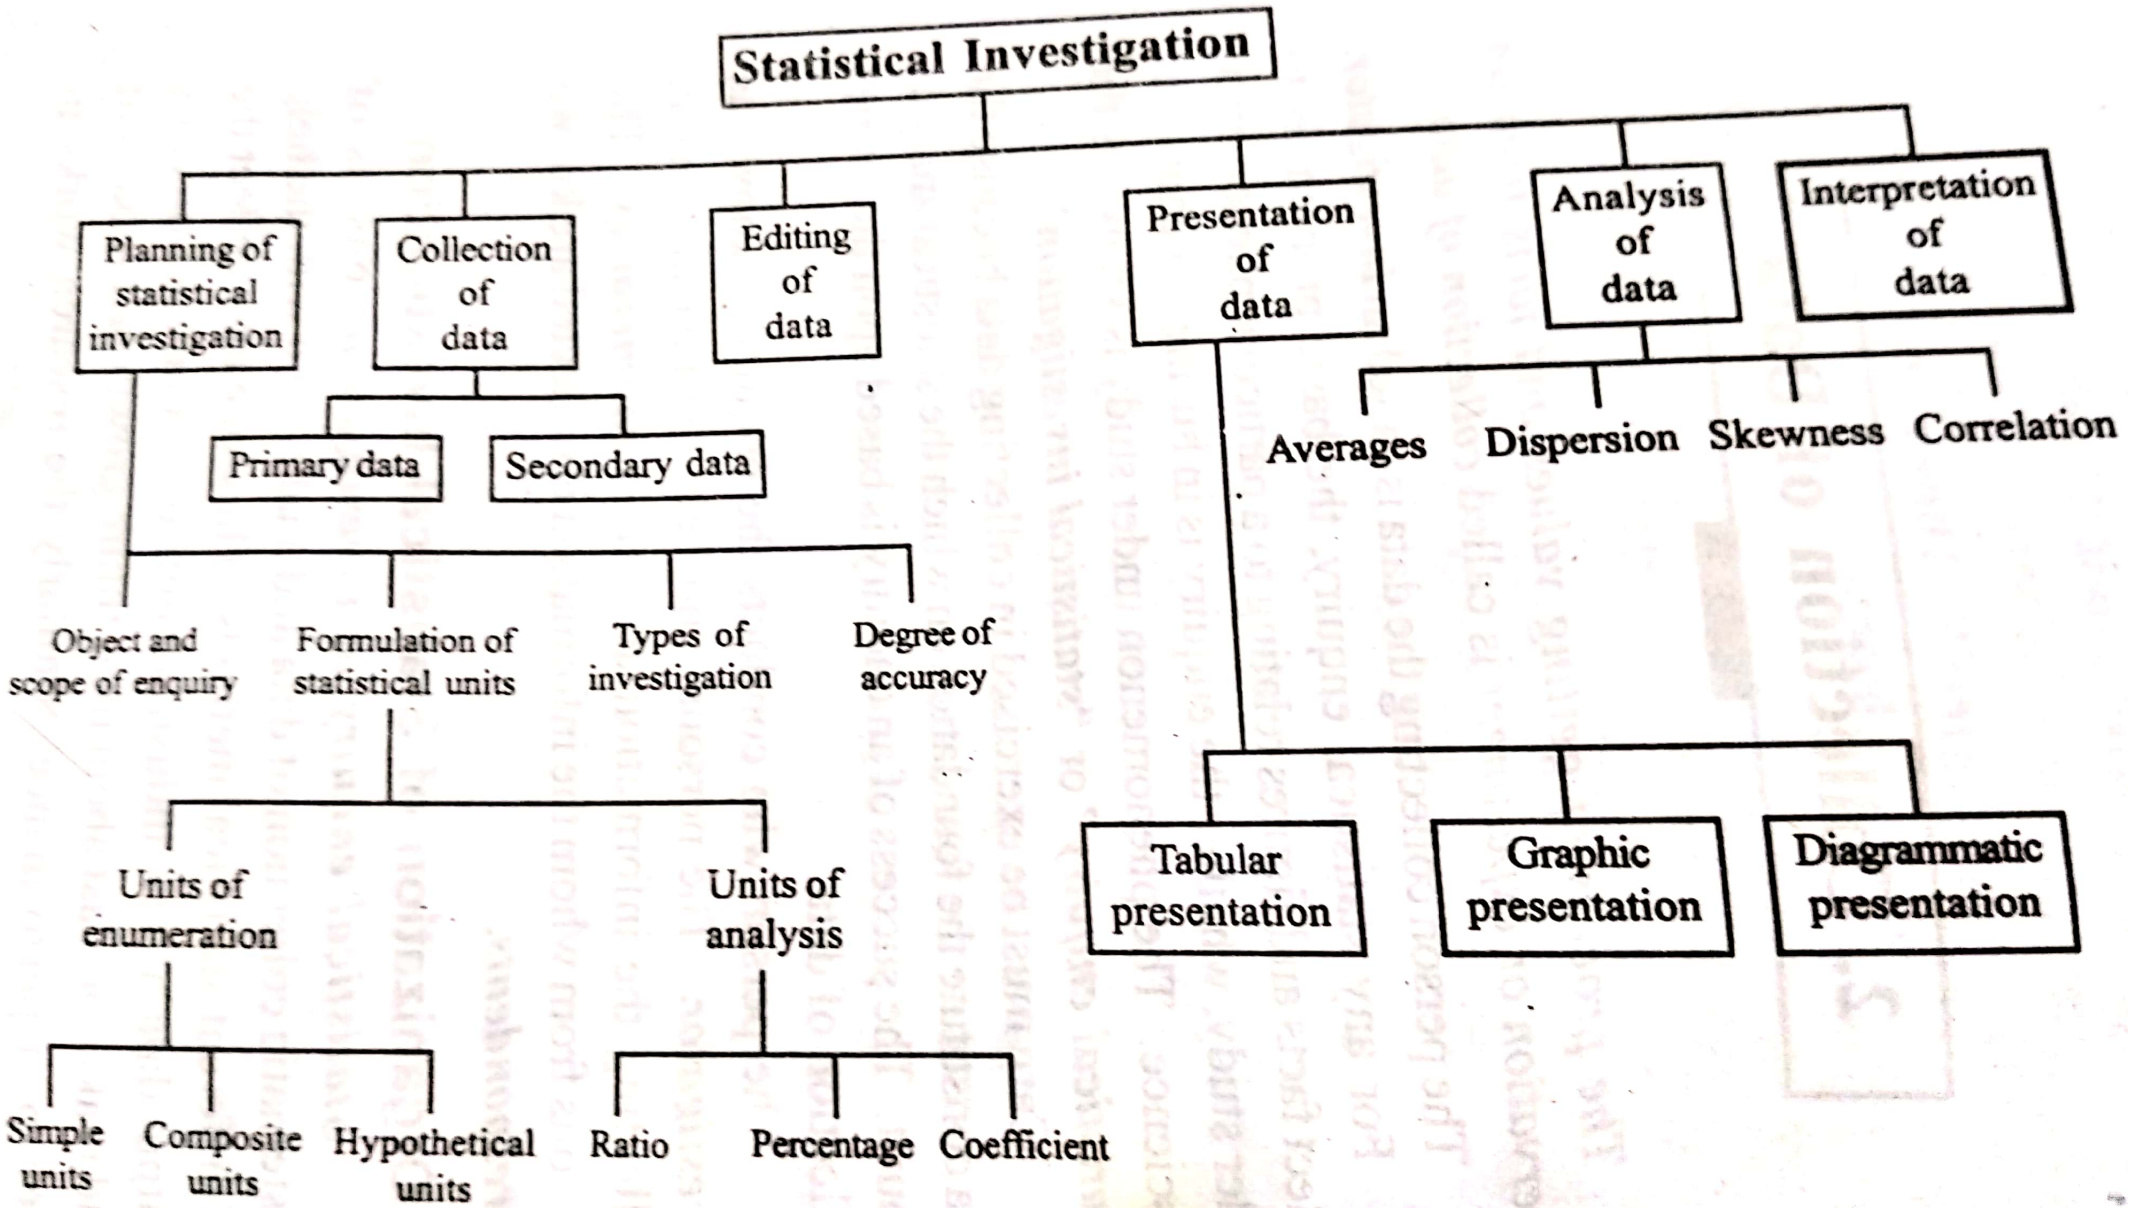 Statistical Investigation
Planning of
statistical
investigation
Collection
of
data
Editing
of
data
Presentation
of
data
Analysis
of
data
Interpretation
of
data
Primary data
Secondary data
Averages
Dispersion
Skewness
Correlation
Object and
scope of enquiry
Formulation of
statistical units
Types of
investigation
Degree of
accuracy
Units of
enumeration
Units of
analysis
Tabular
presentation
Graphic
presentation
Diagrammatic
presentation
Simple
units
Composite
units
Hypothetical
units
Ratio
Percentage
Coefficient